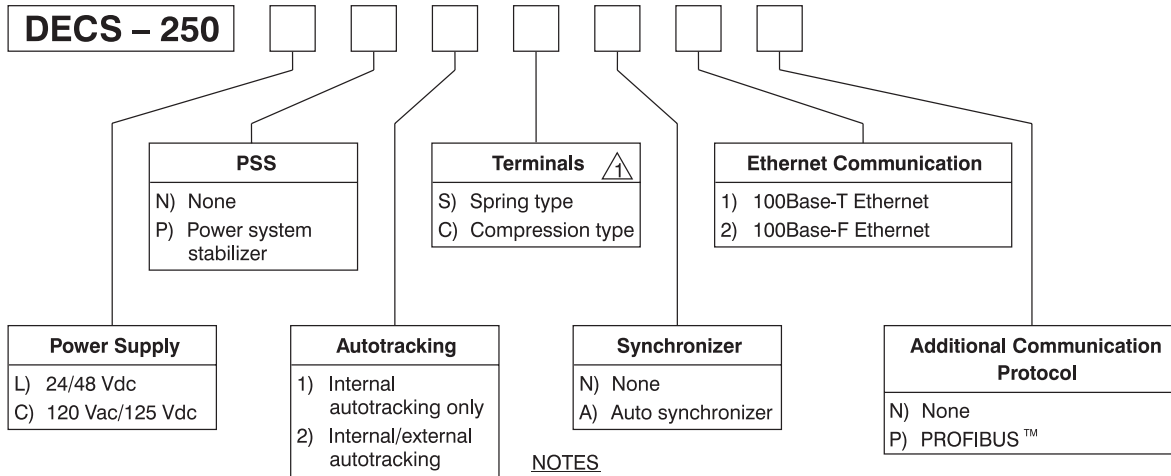 DECS – 250
PSS
N) None
P) Power system
stabilizer
Terminals 1
S) Spring type
C) Compression type
Ethernet Communication
1) 100Base-T Ethernet
2) 100Base-F Ethernet
Power Supply
L) 24/48 Vdc
C) 120 Vac/125 Vdc
Autotracking
1) Internal
autotracking only
2) Internal/external
autotracking
Synchronizer
N) None
A) Auto synchronizer
Additional Communication
Protocol
N) None
P) PROFIBUS ™
NOTES